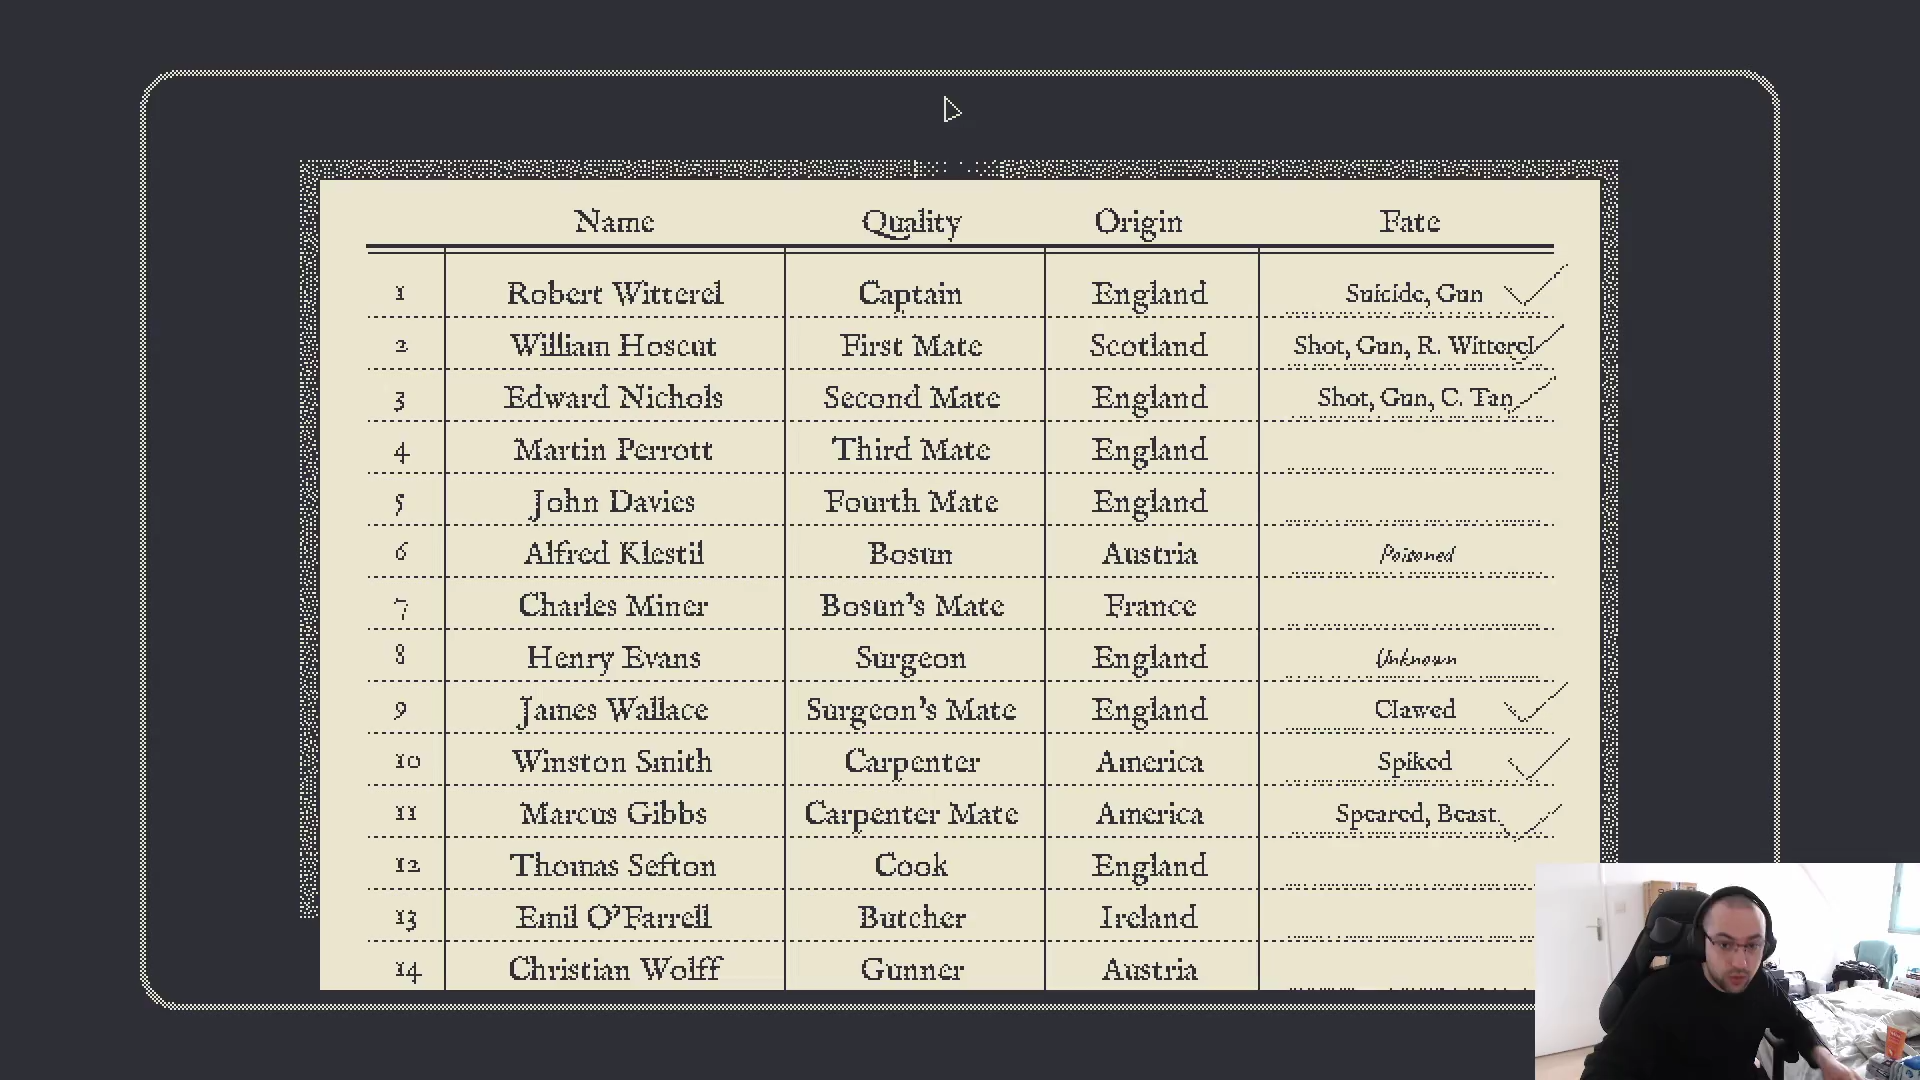 Name Quality Origin Fate
1 Robert Witterel Captain England Suicide, Gun
2 William Hoscut First Mate Scotland Shot, Gun, R. Witterel
3 Edward Nichols Second Mate England Shot, Gun, C. Tan
4 Martin Perrott Third Mate England
5 John Davies Fourth Mate England
6 Alfred Klestil Bosun Austria Poisoned
7 Charles Miner Bosun's Mate France
8 Henry Evans Surgeon England Unknown
9 James Wallace Surgeon's Mate England Clawed
10 Winston Smith Carpenter America Spiked
11 Marcus Gibbs Carpenter Mate America Speared, Beast
12 Thomas Sefton Cook England
13 Emil O'Farrell Butcher Ireland
14 Christian Wolff Gunner Austria